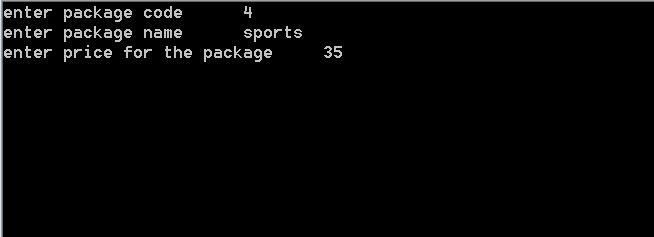 enter package code      4
enter package name      sports
enter price for the package     35